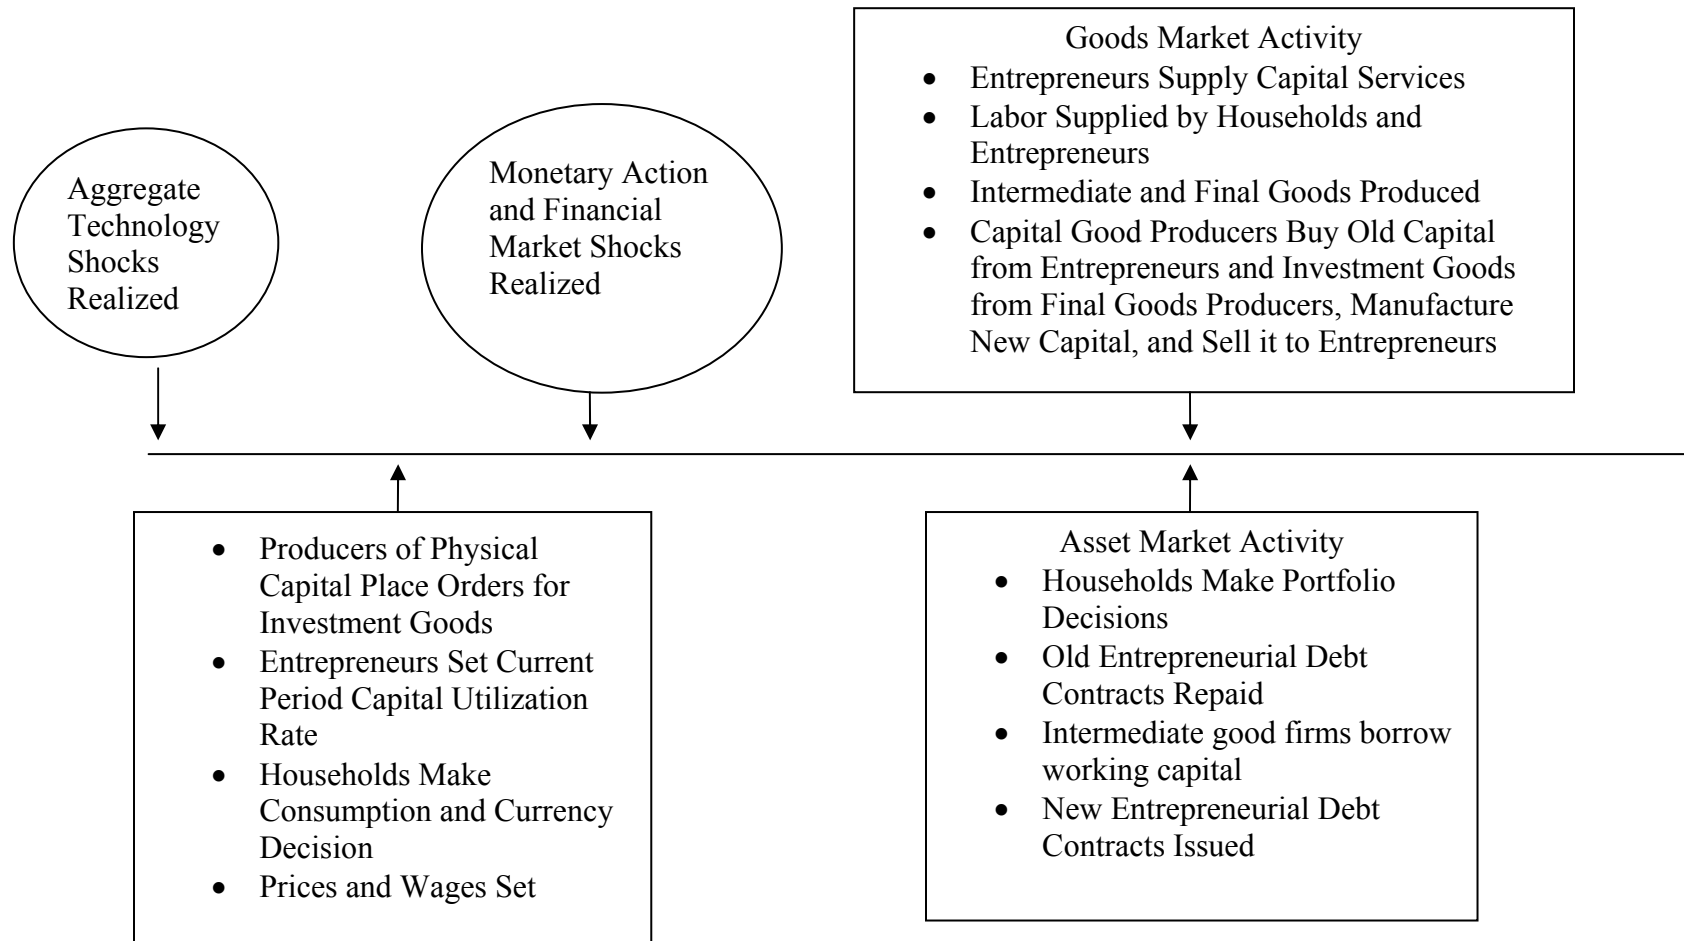 Aggregate
Technology
Shocks
Realized
Monetary Action
and Financial
Market Shocks
Realized
Goods Market Activity
• Entrepreneurs Supply Capital Services
• Labor Supplied by Households and
Entrepreneurs
• Intermediate and Final Goods Produced
• Capital Good Producers Buy Old Capital
from Entrepreneurs and Investment Goods
from Final Goods Producers, Manufacture
New Capital, and Sell it to Entrepreneurs
• Producers of Physical
Capital Place Orders for
Investment Goods
• Entrepreneurs Set Current
Period Capital Utilization
Rate
• Households Make
Consumption and Currency
Decision
• Prices and Wages Set
Asset Market Activity
• Households Make Portfolio
Decisions
• Old Entrepreneurial Debt
Contracts Repaid
• Intermediate good firms borrow
working capital
• New Entrepreneurial Debt
Contracts Issued